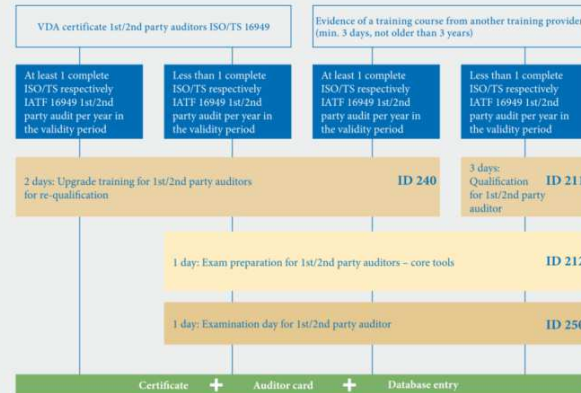 VDA certificate 1st/2nd party auditors ISO/TS 16949
Evidence of a training course from another training provider
(min. 3 days, not older than 3 years)
At least 1 complete
ISO/TS respectively
IATF 16949 1st/2nd
party audit per year in
the validity period
Less than 1 complete
ISO/TS respectively
IATF 16949 1st/2nd
party audit per year in
the validity period
At least 1 complete
ISO/TS respectively
IATF 16949 1st/2nd
party audit per year in
the validity period
Less than 1 complete
ISO/TS respectively
IATF 16949 1st/2nd
party audit per year in
the validity period
2 days: Upgrade training for 1st/2nd party auditors
for re-qualification
ID 240
3 days:
Qualification
for 1st/2nd party
auditor
ID 211
1 day: Exam preparation for 1st/2nd party auditors – core tools
ID 212
1 day: Examination day for 1st/2nd party auditor
ID 250
Certificate + Auditor card + Database entry